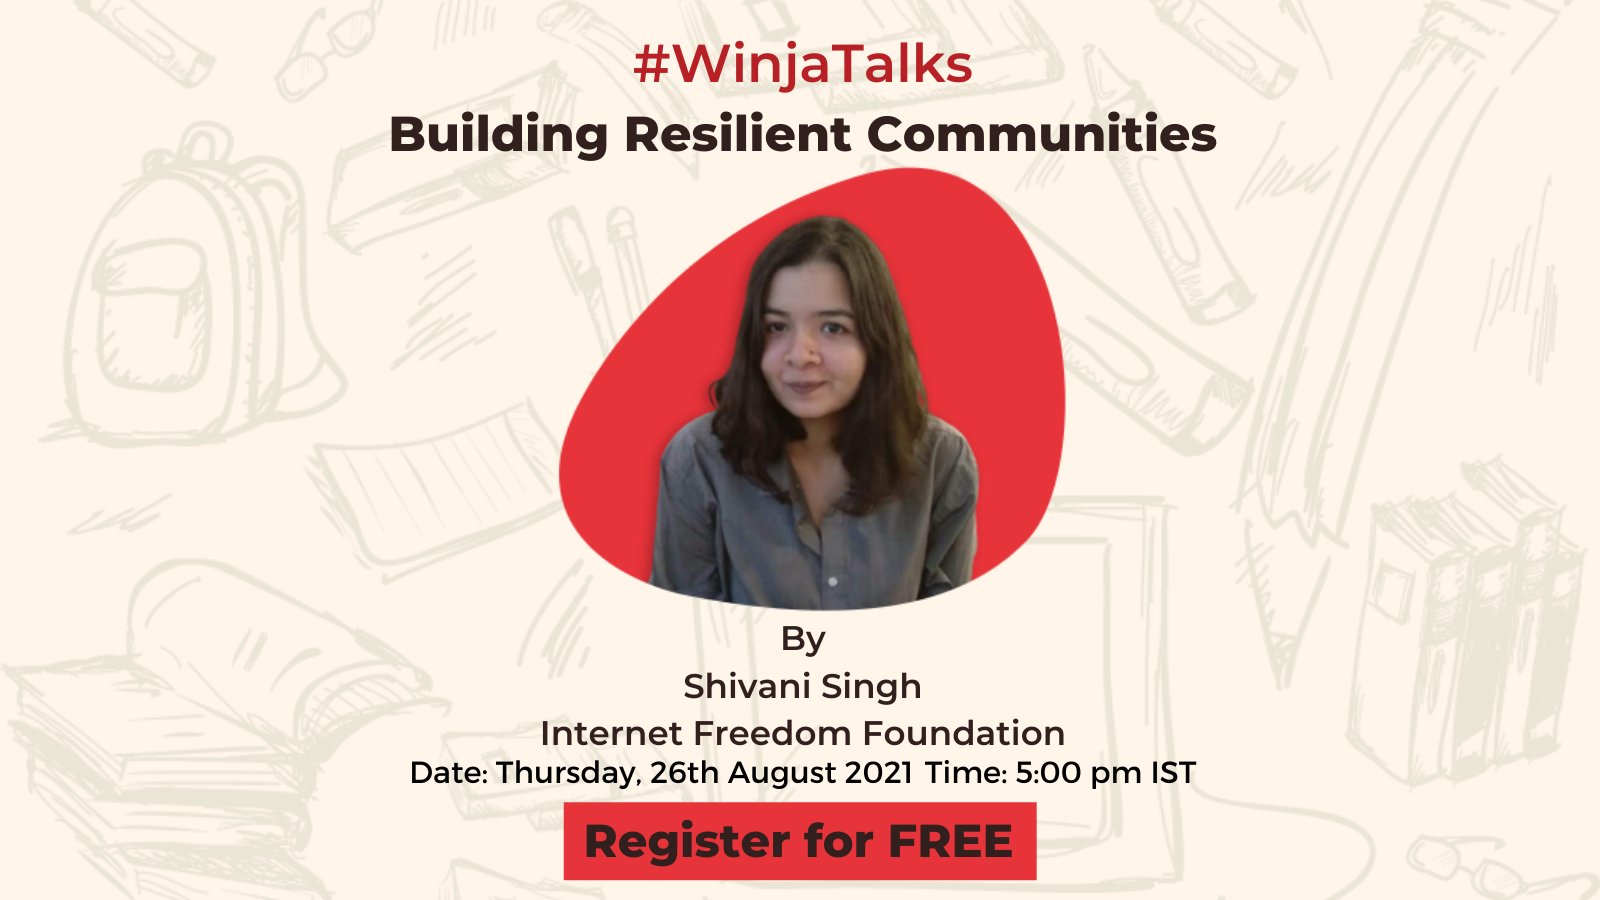 #WinjaTalks
Building Resilient Communities
By
Shivani Singh
Internet Freedom Foundation
Date: Thursday, 26th August 2021 Time: 5:00 pm IST
Register for FREE